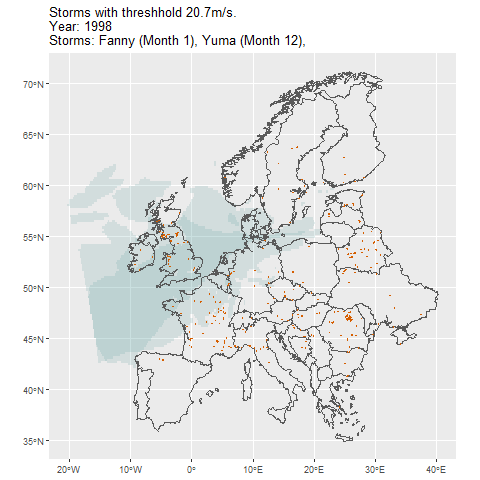 Storms with threshhold 20.7m/s.
Year: 1998
Storms: Fanny (Month 1), Yuma (Month 12),
70°N
65°N
60°N
55°N
50°N
45°N
40°N
35°N
20°W
10°W
0°
10°E
20°E
30°E
40°E